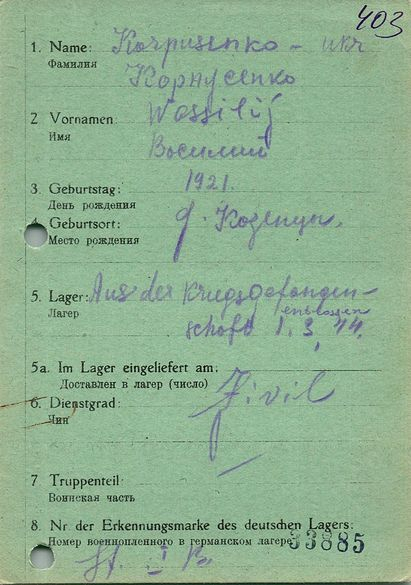 403
1. Name: Korpusenko – ukr
Фамилия Корпусенко
2 Vornamen: Wassilij
Имя Василий
3. Geburtstag: 1921.
День рождения
4. Geburtsort: д.
Место рождения
5. Lager: Aus der Kriegsgefangen-
Лагер schaft entlassen 1. 3. 44.
5a. Im Lager eingeliefert am:
Доставлен в лагер (число)
6. Dienstgrad: Zivil
Чин
7 Truppenteil:
Воинская часть
8. Nr der Erkennungsmarke des deutschen Lagers:
Номер военнопленного в германском лагере 33885
St. I